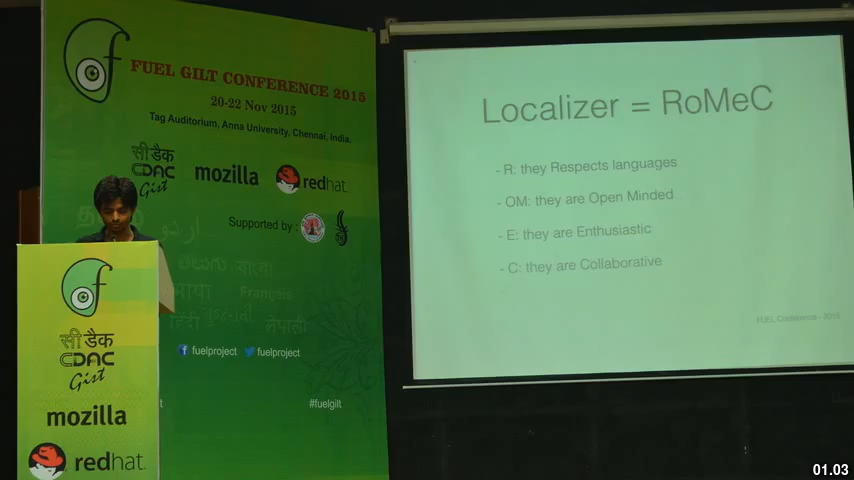 f
FUEL GILT CONFERENCE 2015
20-22 Nov 2015
Tag Auditorium, Anna University, Chennai, India.
सी डैक
CDAC
Gist
mozilla
redhat.
Supported by :
اردو
বাংলা
Français
हिंदी
नेपाली
fuelproject
fuelproject
#fuelgilt
f
सी डैक
CDAC
Gist
mozilla
redhat.
Localizer = RoMeC
- R: they Respects languages
- OM: they are Open Minded
- E: they are Enthusiastic
- C: they are Collaborative
FUEL Conference - 2015
01.03